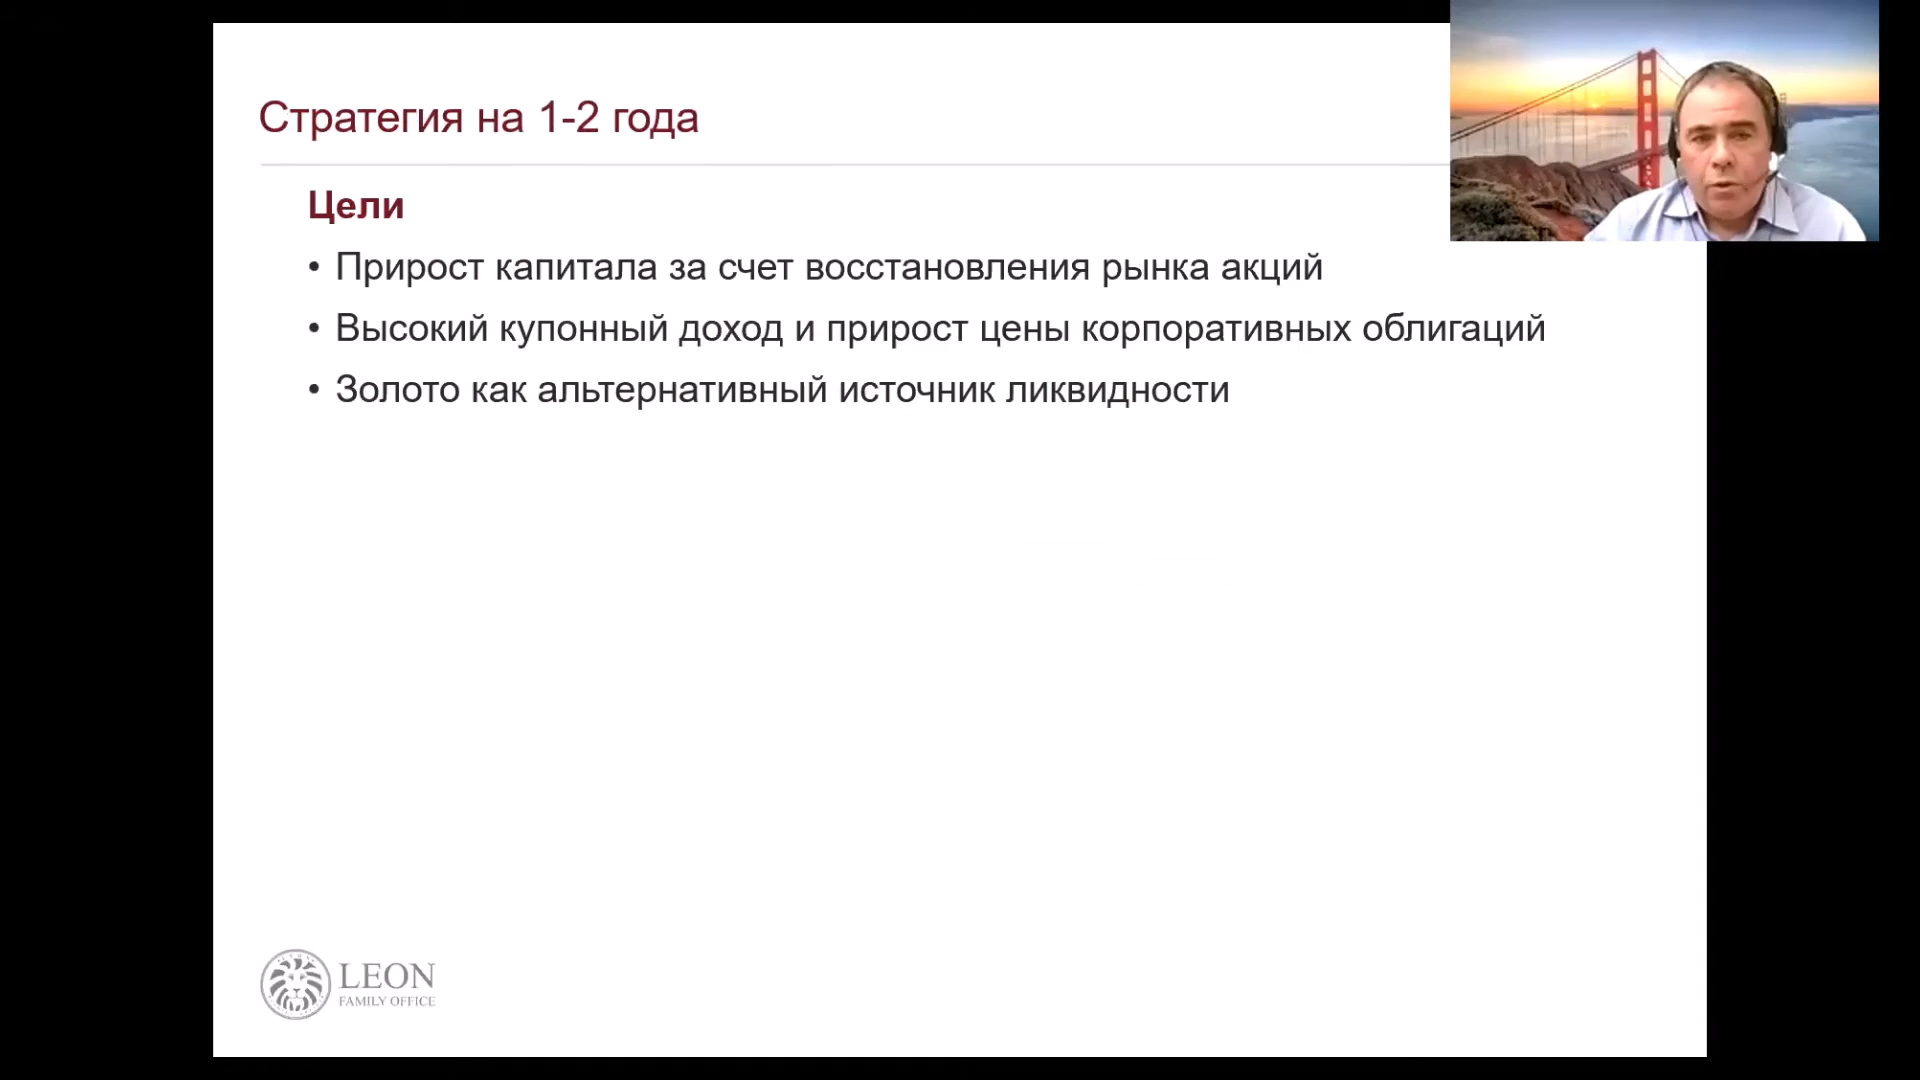 Стратегия на 1-2 года
Цели
• Прирост капитала за счет восстановления рынка акций
• Высокий купонный доход и прирост цены корпоративных облигаций
• Золото как альтернативный источник ликвидности
LEON
FAMILY OFFICE